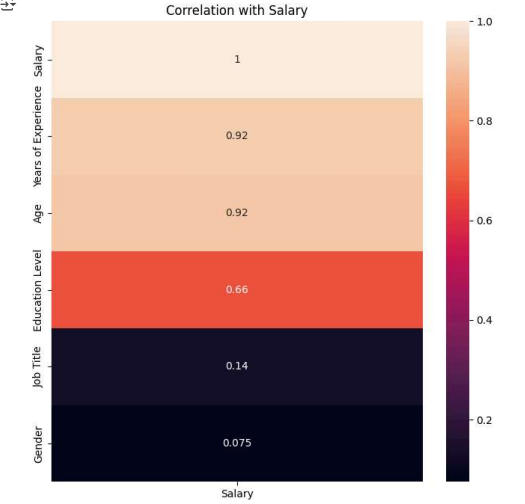 Correlation with Salary
Salary
1
Years of Experience
0.92
Age
0.92
Education Level
0.66
Job Title
0.14
Gender
0.075
Salary
1.0
0.8
0.6
0.4
0.2